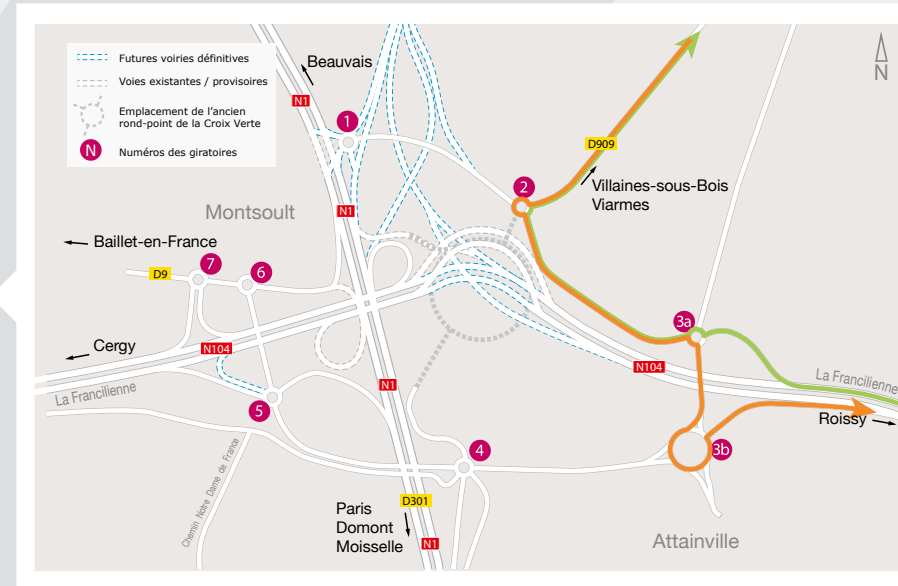 Futures voiries définitives
Voies existantes / provisoires
Emplacement de l'ancien
rond-point de la Croix Verte
N
Numéros des giratoires
Beauvais
N1
1
N
D909
2
Villaines-sous-Bois
Viarmes
Montsoult
N1
Baillet-en-France
7
6
D9
3a
Cergy
N104
N104
La Francilienne
La Francilienne
N1
5
Roissy
4
3b
Chemin Notre Dame de France
D301
Paris
Domont
Moisselle
N1
Attainville